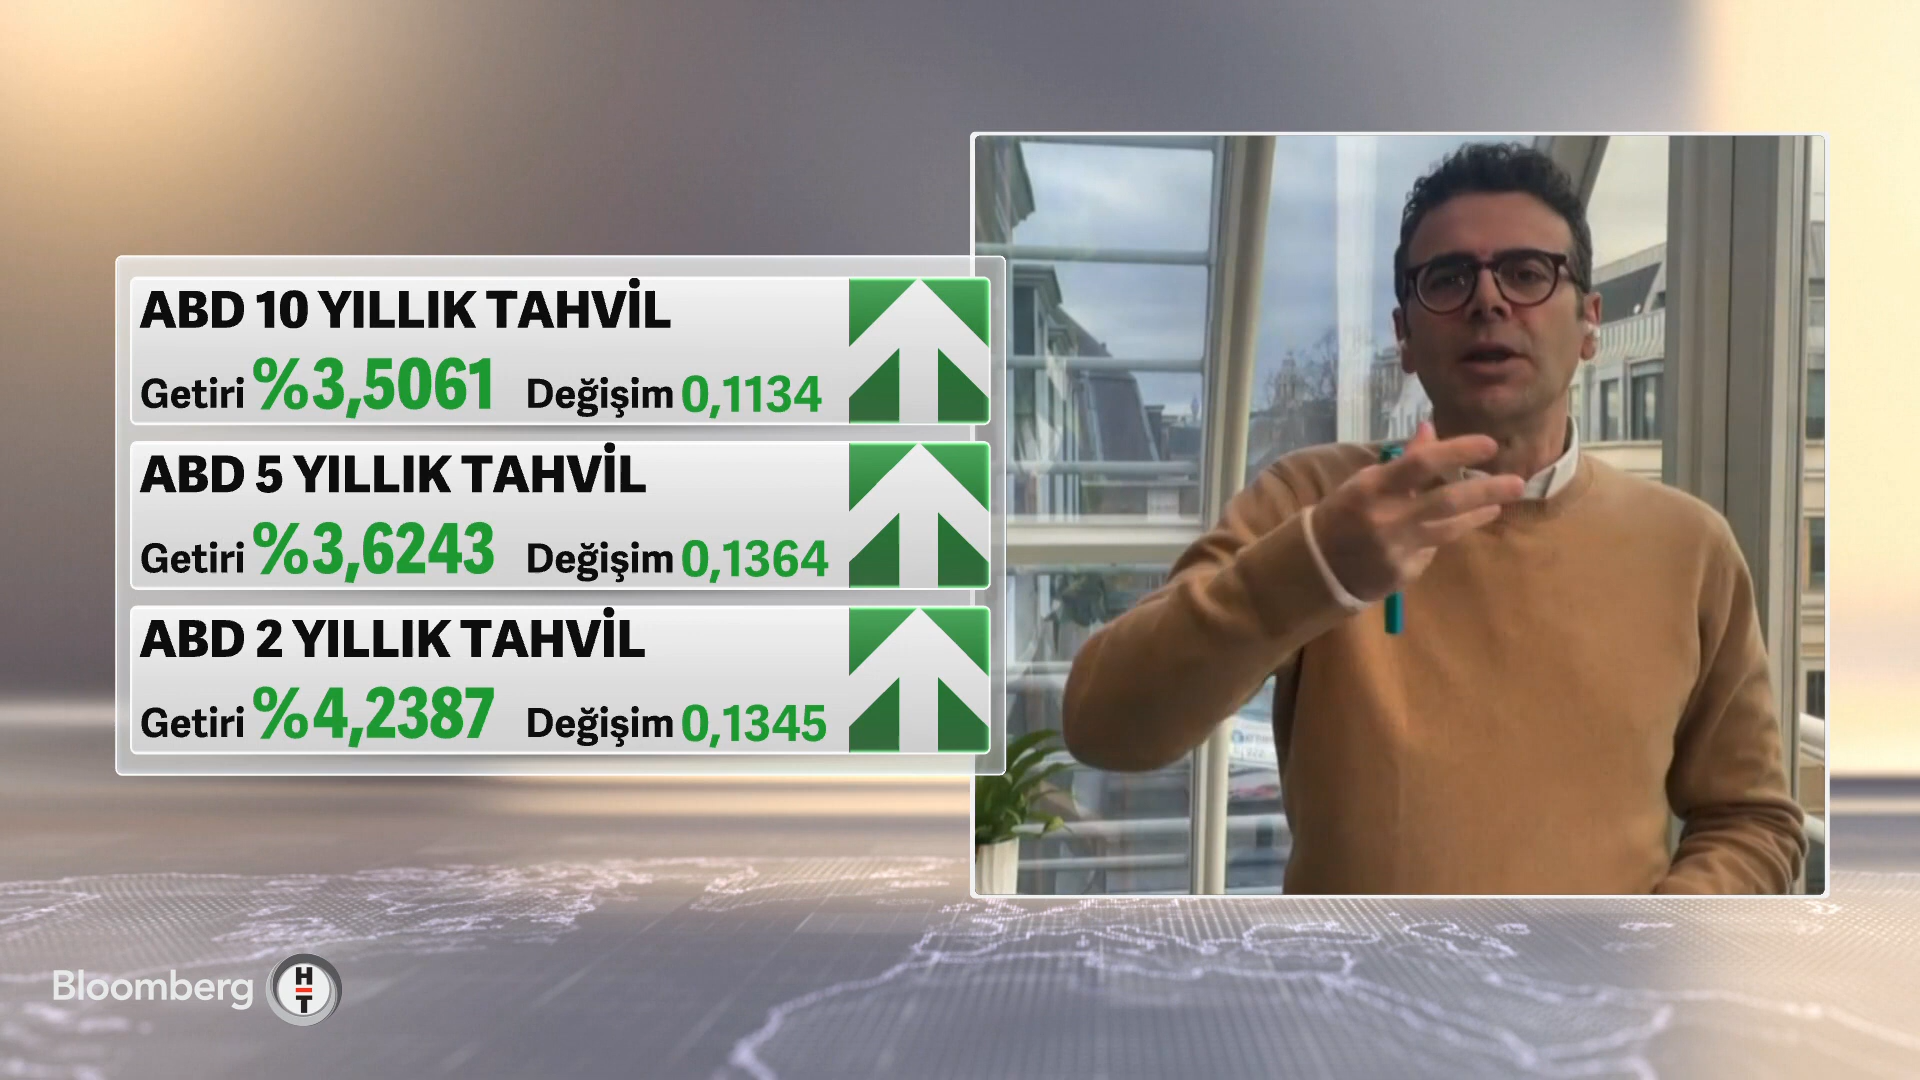 ABD 10 YILLIK TAHVİL
Getiri %3,5061 Değişim 0,1134
ABD 5 YILLIK TAHVİL
Getiri %3,6243 Değişim 0,1364
ABD 2 YILLIK TAHVİL
Getiri %4,2387 Değişim 0,1345
Bloomberg HT